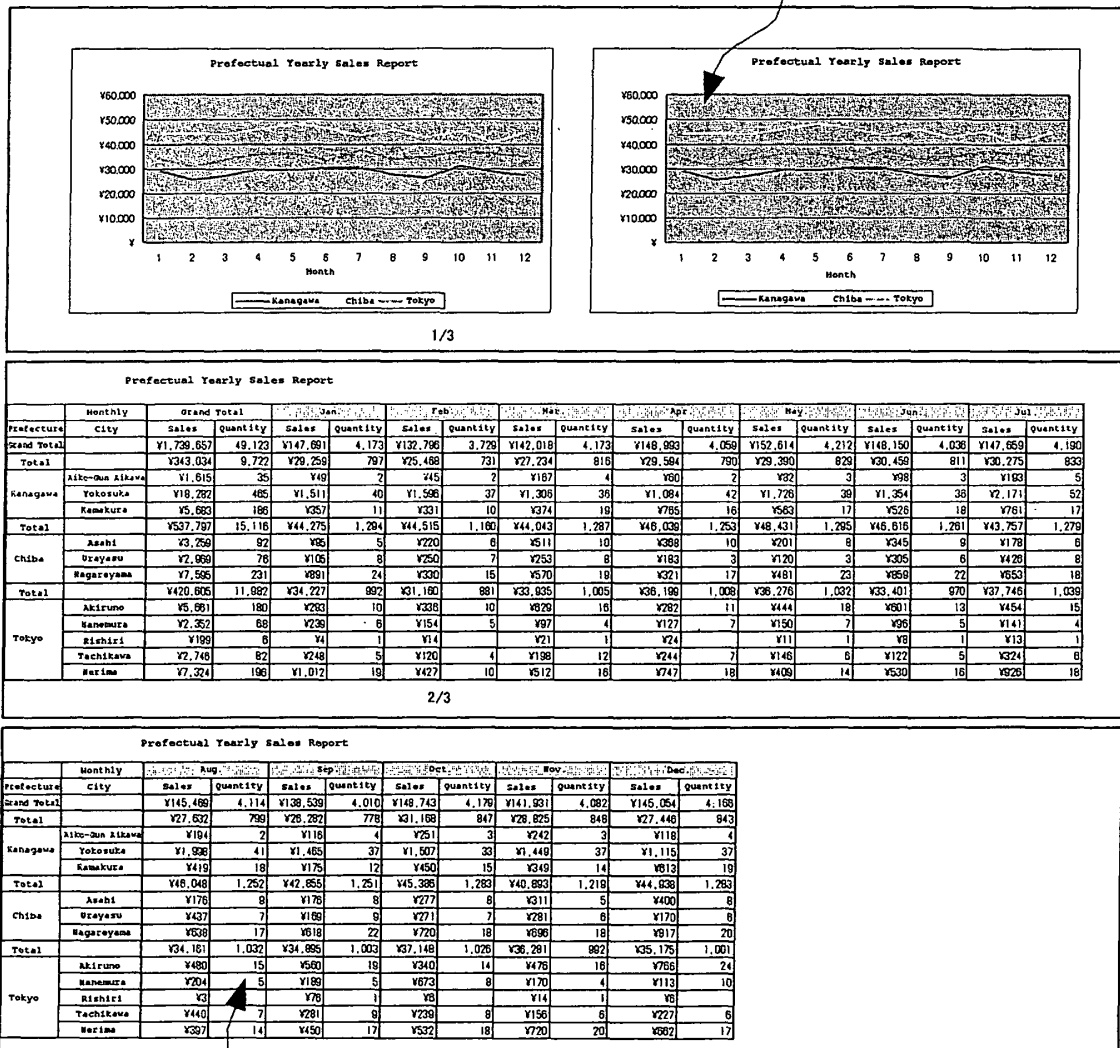 Prefectual Yearly Sales Report Prefectual Yearly Sales Report
¥60,000 ¥60,000
¥50,000 ¥50,000
¥40,000 ¥40,000
¥30,000 ¥30,000
¥20,000 ¥20,000
¥10,000 ¥10,000
¥ ¥
1 2 3 4 5 6 7 8 9 10 11 12 1 2 3 4 5 6 7 8 9 10 11 12
Month Month
Kanagawa Chiba Tokyo Kanagawa Chiba Tokyo
1/3
Prefectual Yearly Sales Report
Monthly Grand Total Jan. Feb. Mar. Apr. May Jun. Jul
Prefecture City Sales Quantity Sales Quantity Sales Quantity Sales Quantity Sales Quantity Sales Quantity Sales Quantity Sales Quantity
Grand Total ¥1,739,657 49,123 ¥147,691 4,173 ¥132,796 3,729 ¥142,018 4,173 ¥148,993 4,059 ¥152,614 4,212 ¥148,150 4,036 ¥147,659 4,190
Total ¥343,034 9,722 ¥29,259 797 ¥25,468 731 ¥27,234 816 ¥29,594 790 ¥29,390 829 ¥30,459 811 ¥30,275 833
Aiko-Gun Aikawa ¥1,615 35 ¥49 2 ¥45 2 ¥167 4 ¥60 2 ¥32 3 ¥98 3 ¥193 5
Kanagawa Yokosuka ¥18,282 465 ¥1,511 40 ¥1,596 37 ¥1,306 36 ¥1,084 42 ¥1,726 39 ¥1,354 36 ¥2,171 52
Kamakura ¥5,683 186 ¥357 11 ¥331 10 ¥374 19 ¥765 16 ¥563 17 ¥526 18 ¥761 17
Total ¥537,797 15,116 ¥44,275 1,294 ¥44,515 1,160 ¥44,043 1,287 ¥46,039 1,253 ¥48,431 1,295 ¥46,616 1,261 ¥43,757 1,279
Asahi ¥3,259 92 ¥95 5 ¥220 6 ¥511 10 ¥368 10 ¥201 8 ¥345 9 ¥178 6
Chiba Urayasu ¥2,969 76 ¥105 8 ¥250 7 ¥253 8 ¥183 3 ¥120 3 ¥305 6 ¥426 8
Nagareyama ¥7,595 231 ¥891 24 ¥330 15 ¥570 19 ¥321 17 ¥481 23 ¥859 22 ¥653 18
Total ¥420,605 11,982 ¥34,227 992 ¥31,160 881 ¥33,935 1,005 ¥36,199 1,008 ¥36,276 1,032 ¥33,401 970 ¥37,746 1,039
Akiruno ¥5,661 180 ¥293 10 ¥336 10 ¥629 16 ¥282 11 ¥444 18 ¥601 13 ¥454 15
Hanemura ¥2,352 68 ¥239 6 ¥154 5 ¥97 4 ¥127 7 ¥150 7 ¥96 5 ¥141 4
Tokyo Rishiri ¥199 6 ¥4 1 ¥14 ¥21 1 ¥24 ¥11 1 ¥8 1 ¥13 1
Tachikawa ¥2,746 82 ¥248 5 ¥120 4 ¥198 12 ¥244 7 ¥146 6 ¥122 5 ¥324 6
Nerima ¥7,324 196 ¥1,012 19 ¥427 10 ¥512 16 ¥747 18 ¥409 14 ¥530 16 ¥926 18
2/3
Prefectual Yearly Sales Report
Monthly Aug. Sep Oct. Nov. Dec.
Prefecture City Sales Quantity Sales Quantity Sales Quantity Sales Quantity Sales Quantity
Grand Total ¥145,469 4,114 ¥138,539 4,010 ¥148,743 4,179 ¥141,931 4,082 ¥145,054 4,166
Total ¥27,632 799 ¥26,282 778 ¥31,168 847 ¥28,825 848 ¥27,446 843
Aiko-Gun Aikawa ¥194 2 ¥116 4 ¥251 3 ¥242 3 ¥118 4
Kanagawa Yokosuka ¥1,998 41 ¥1,465 37 ¥1,507 33 ¥1,449 37 ¥1,115 37
Kamakura ¥419 18 ¥175 12 ¥450 15 ¥349 14 ¥613 19
Total ¥46,048 1,252 ¥42,855 1,251 ¥45,386 1,283 ¥40,893 1,219 ¥44,938 1,283
Asahi ¥176 9 ¥176 8 ¥277 8 ¥311 5 ¥400 8
Chiba Urayasu ¥437 7 ¥169 9 ¥271 7 ¥281 6 ¥170 6
Nagareyama ¥638 17 ¥618 22 ¥720 18 ¥696 18 ¥917 20
Total ¥34,161 1,032 ¥34,895 1,003 ¥37,148 1,026 ¥36,281 992 ¥35,175 1,001
Akiruno ¥480 15 ¥560 19 ¥340 14 ¥476 16 ¥766 24
Hanemura ¥204 5 ¥189 5 ¥673 8 ¥170 4 ¥113 10
Tokyo Rishiri ¥3 ¥76 1 ¥6 ¥14 1 ¥6
Tachikawa ¥440 7 ¥281 9 ¥239 8 ¥156 6 ¥227 6
Nerima ¥397 14 ¥450 17 ¥532 18 ¥720 20 ¥662 17